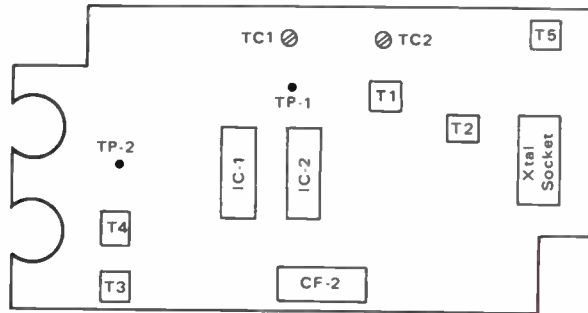 TC1
TC2
T5
TP-1
T1
T2
TP-2
IC-1
IC-2
Xtal
Socket
T4
T3
CF-2